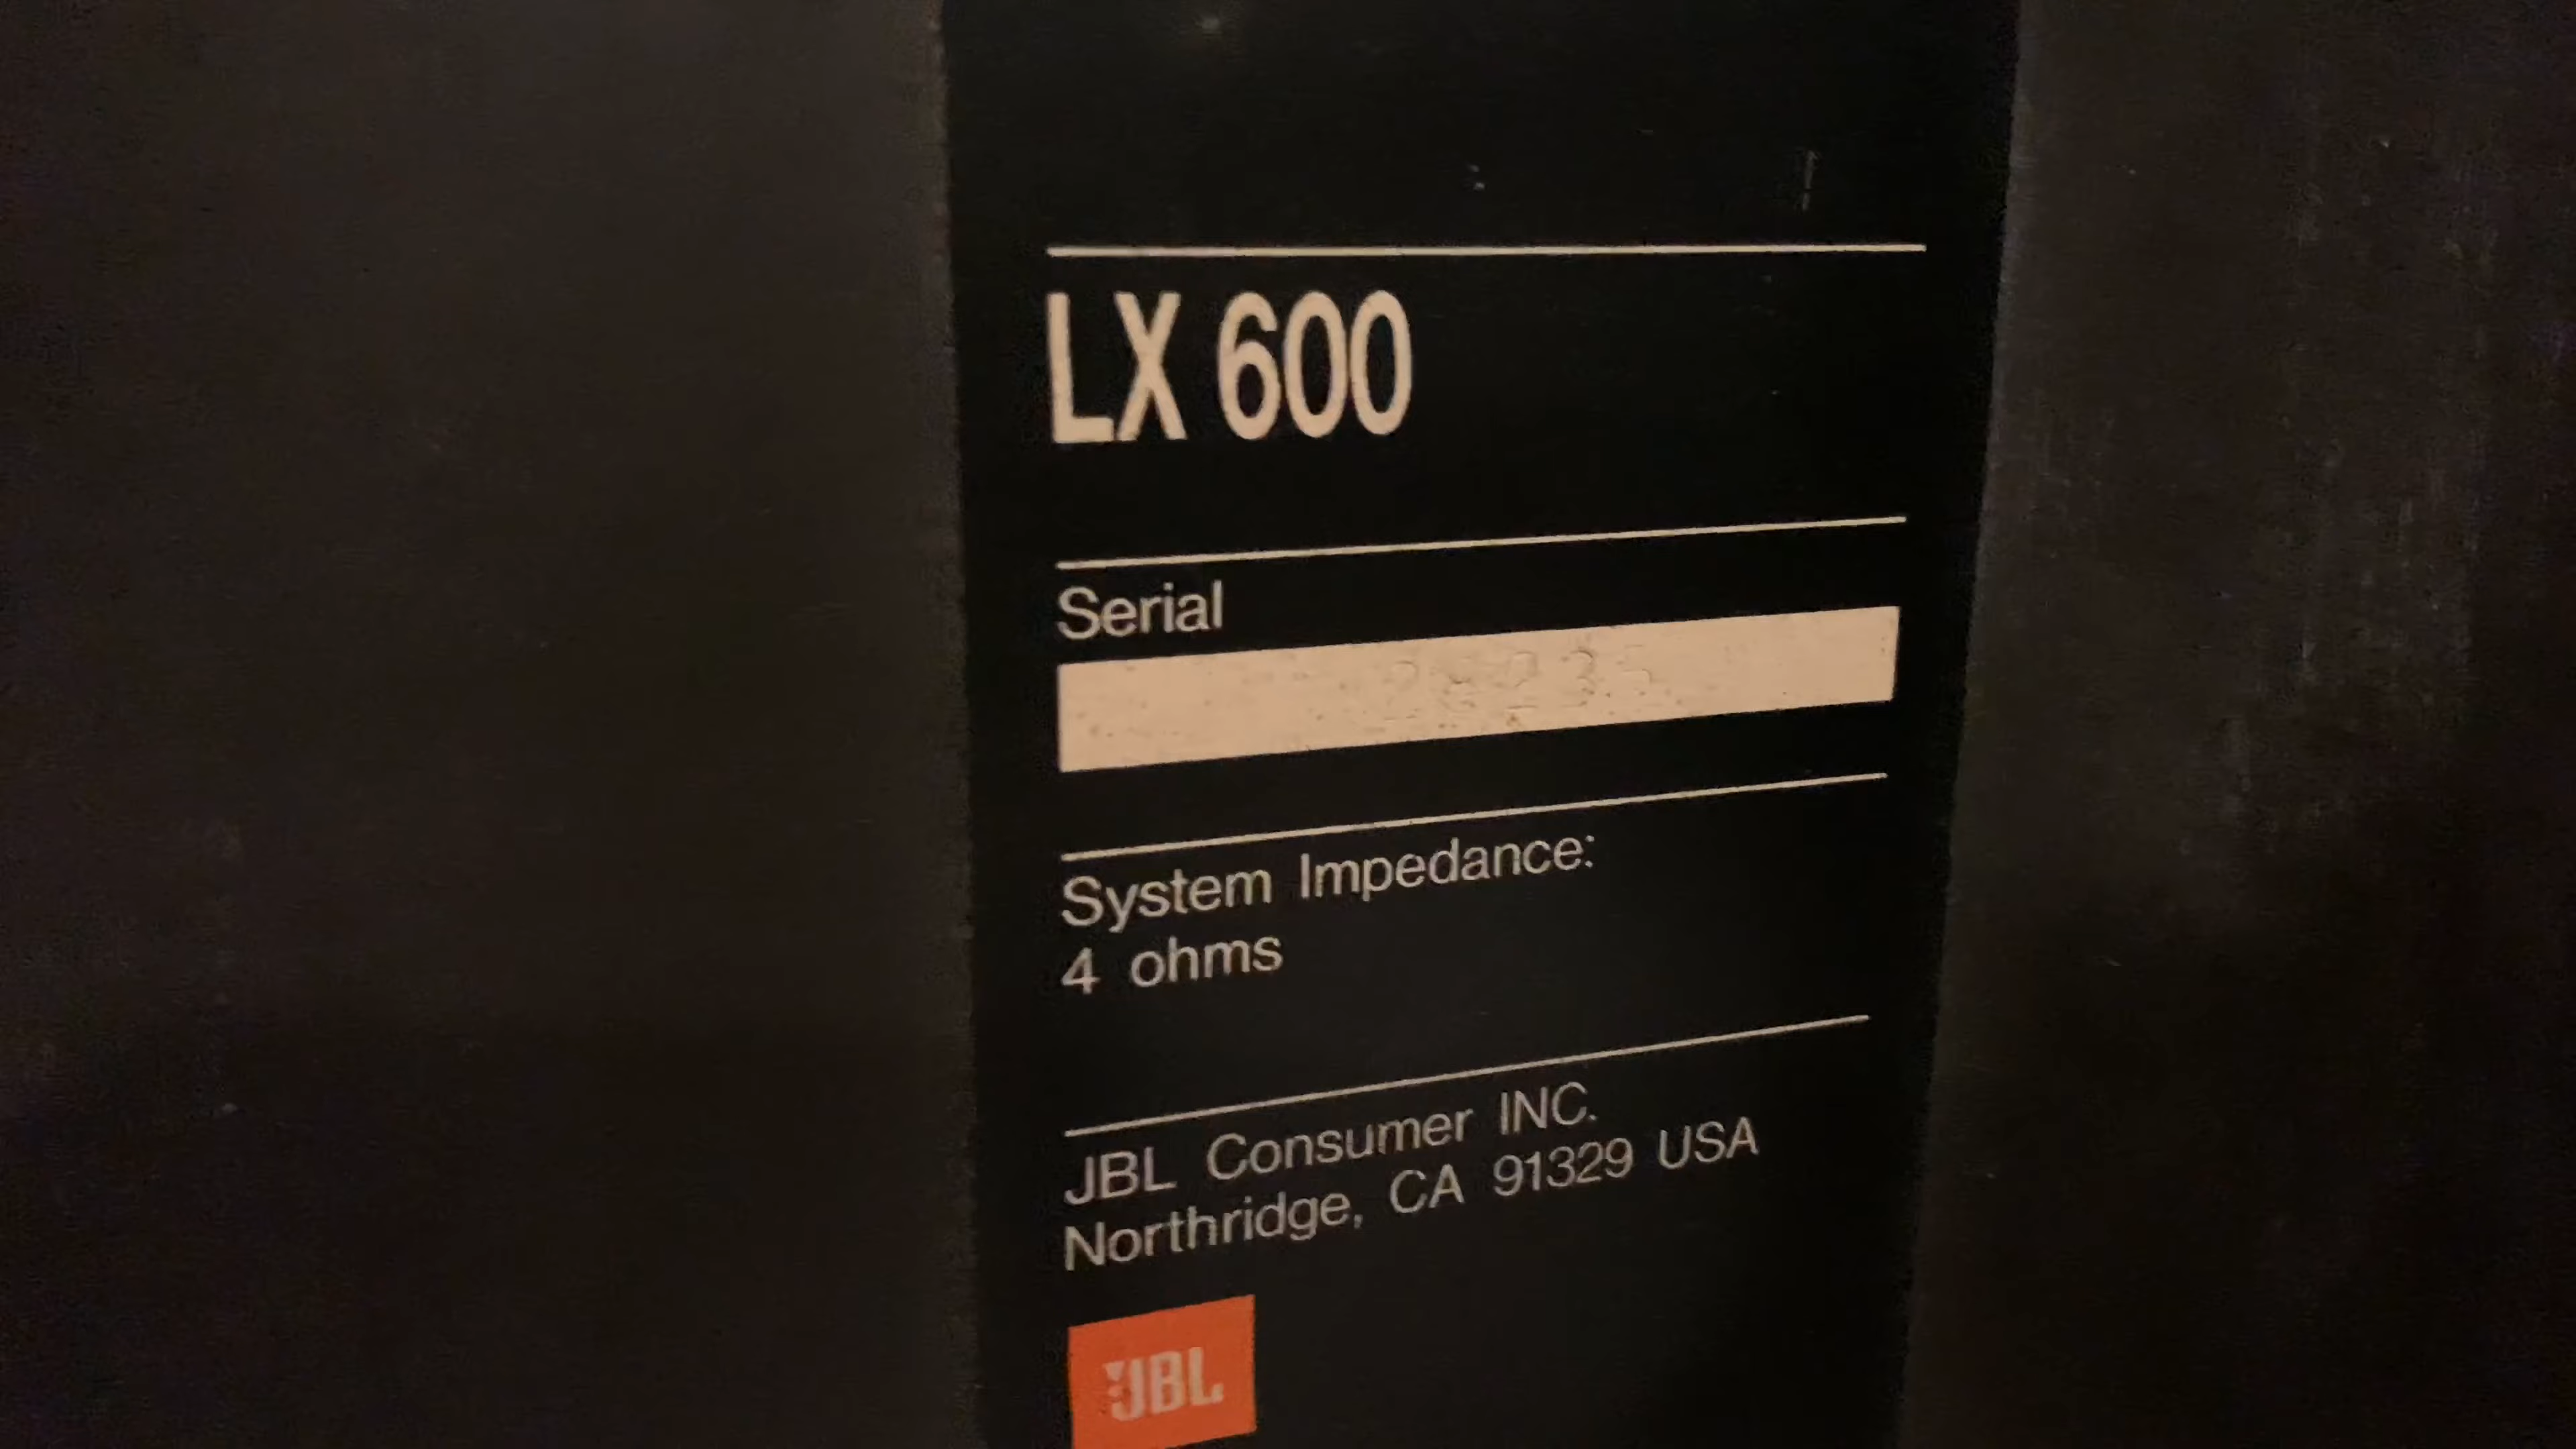 LX 600
Serial
System Impedance:
4 ohms
JBL Consumer INC.
Northridge, CA 91329 USA
JBL